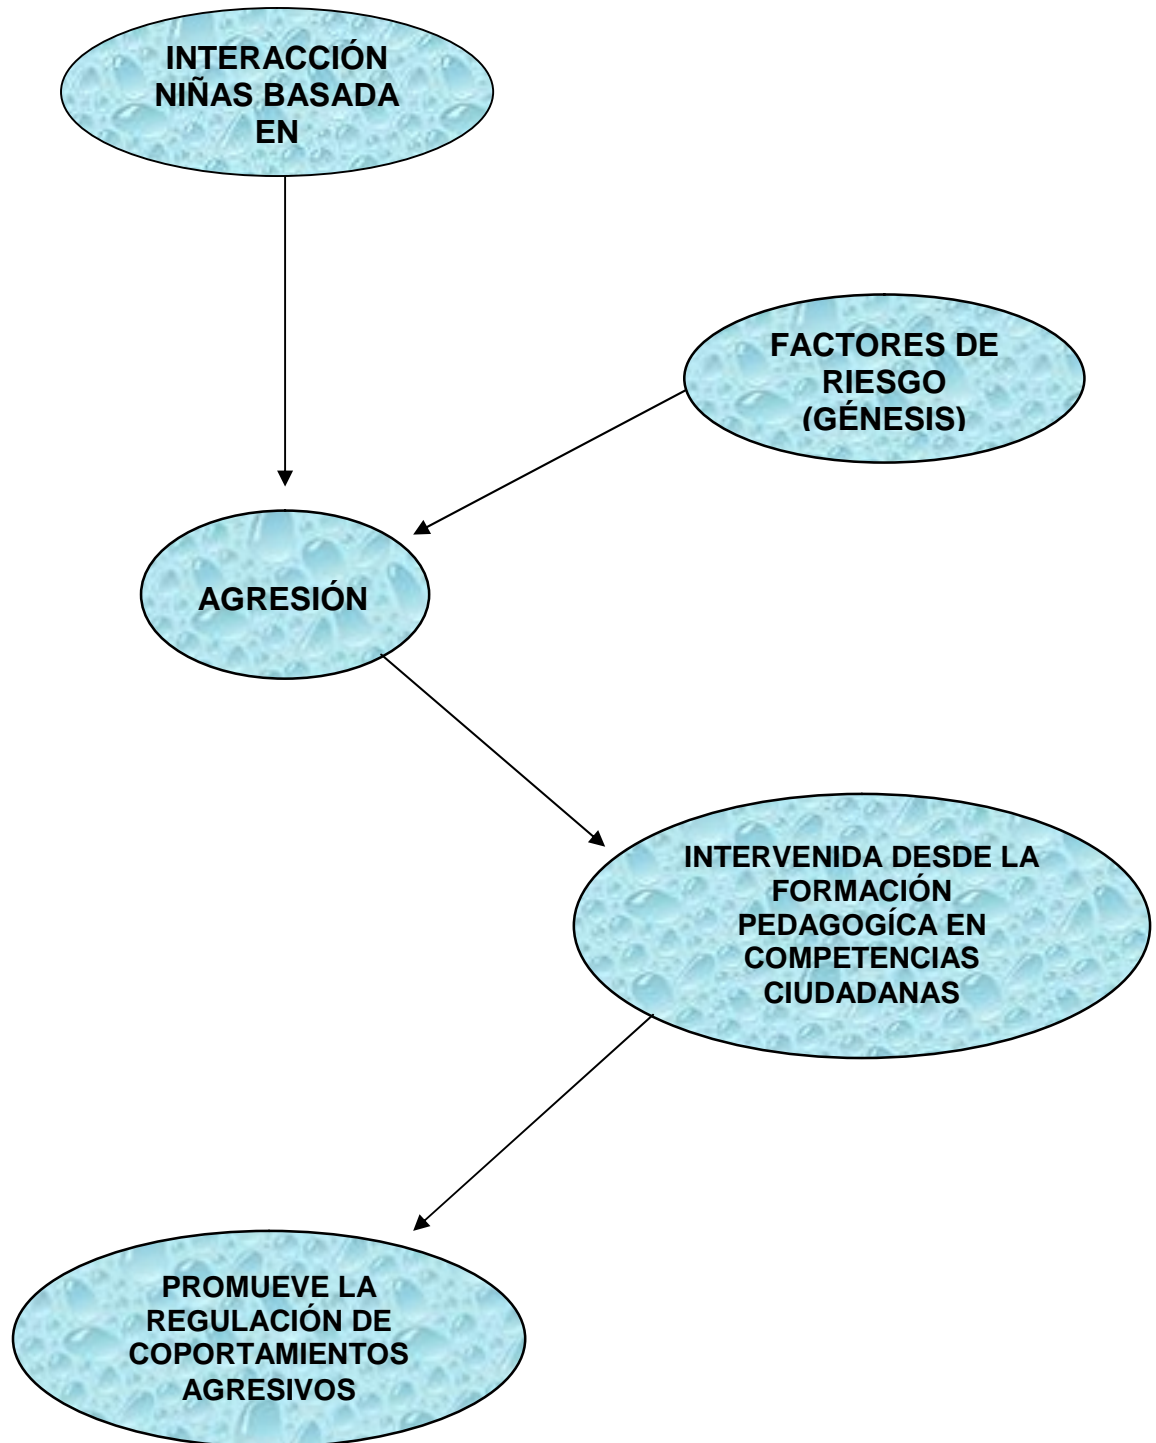 INTERACCIÓN
NIÑAS BASADA
EN
FACTORES DE
RIESGO
(GÉNESIS)
AGRESIÓN
INTERVENIDA DESDE LA
FORMACIÓN
PEDAGOGÍCA EN
COMPETENCIAS
CIUDADANAS
PROMUEVE LA
REGULACIÓN DE
COPORTAMIENTOS
AGRESIVOS